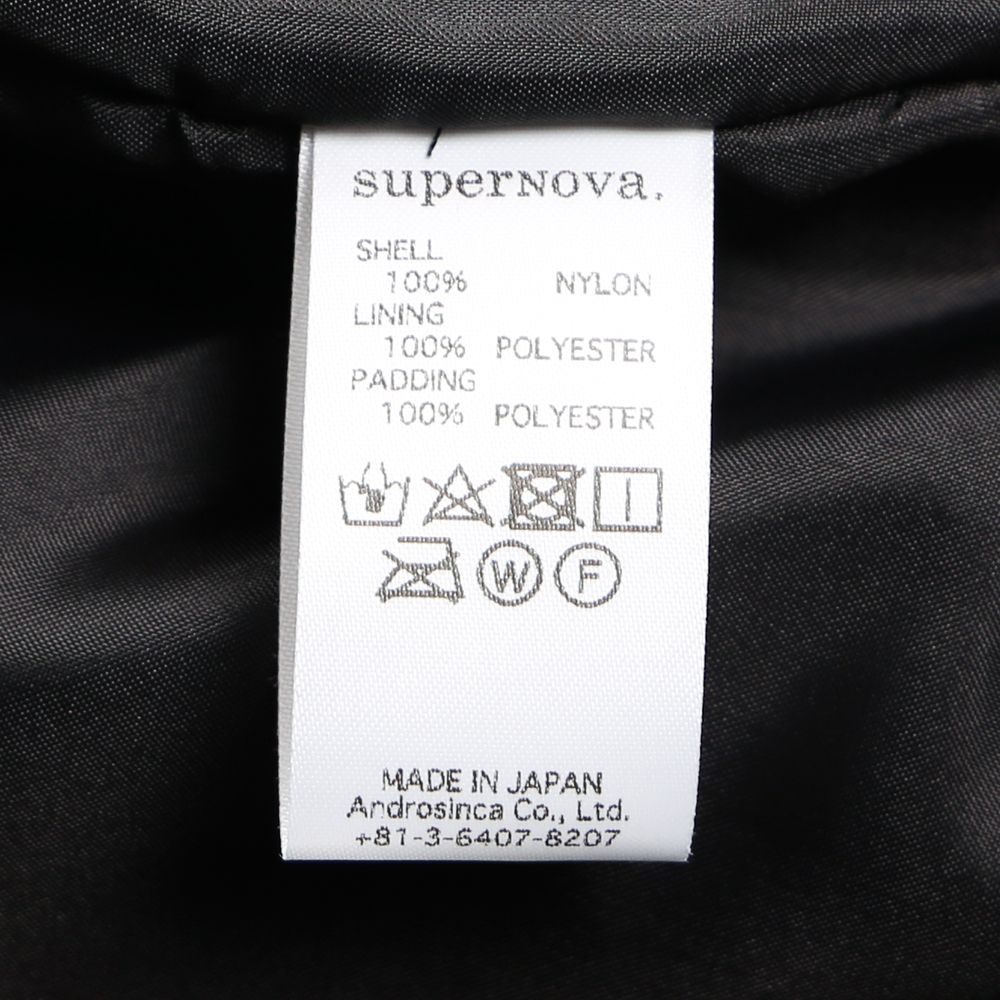 superNova.
SHELL
100% NYLON
LINING
100% POLYESTER
PADDING
100% POLYESTER
W F
MADE IN JAPAN
Androsinca Co., Ltd.
+81-3-6407-8207